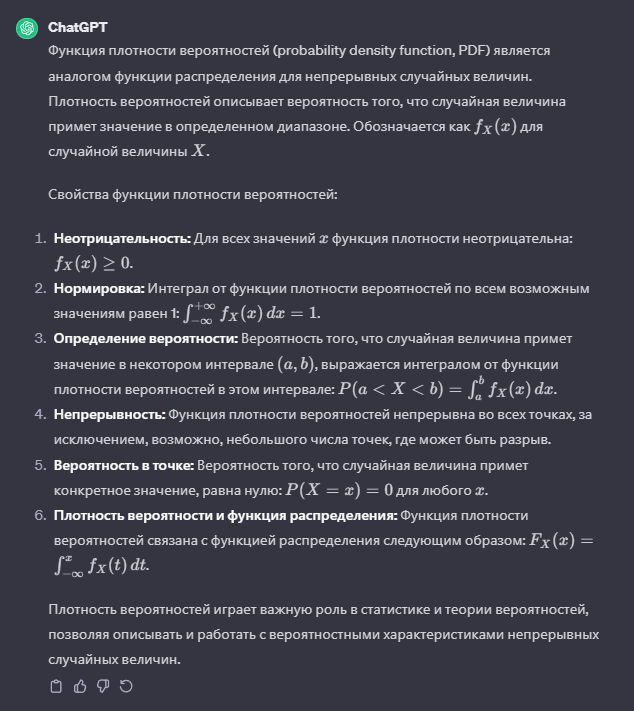 ChatGPT
Функция плотности вероятностей (probability density function, PDF) является
аналогом функции распределения для непрерывных случайных величин.
Плотность вероятностей описывает вероятность того, что случайная величина
примет значение в определенном диапазоне. Обозначается как f_X(x) для
случайной величины X.
Свойства функции плотности вероятностей:
1. Неотрицательность: Для всех значений x функция плотности неотрицательна:
f_X(x) ≥ 0.
2. Нормировка: Интеграл от функции плотности вероятностей по всем возможным
значениям равен 1: ∫_{−∞}^{+∞} f_X(x) dx = 1.
3. Определение вероятности: Вероятность того, что случайная величина примет
значение в некотором интервале (a, b), выражается интегралом от функции
плотности вероятностей в этом интервале: P(a < X < b) = ∫_a^b f_X(x) dx.
4. Непрерывность: Функция плотности вероятностей непрерывна во всех точках, за
исключением, возможно, небольшого числа точек, где может быть разрыв.
5. Вероятность в точке: Вероятность того, что случайная величина примет
конкретное значение, равна нулю: P(X = x) = 0 для любого x.
6. Плотность вероятности и функция распределения: Функция плотности
вероятностей связана с функцией распределения следующим образом: F_X(x) =
∫_{−∞}^x f_X(t) dt.
Плотность вероятностей играет важную роль в статистике и теории вероятностей,
позволяя описывать и работать с вероятностными характеристиками непрерывных
случайных величин.